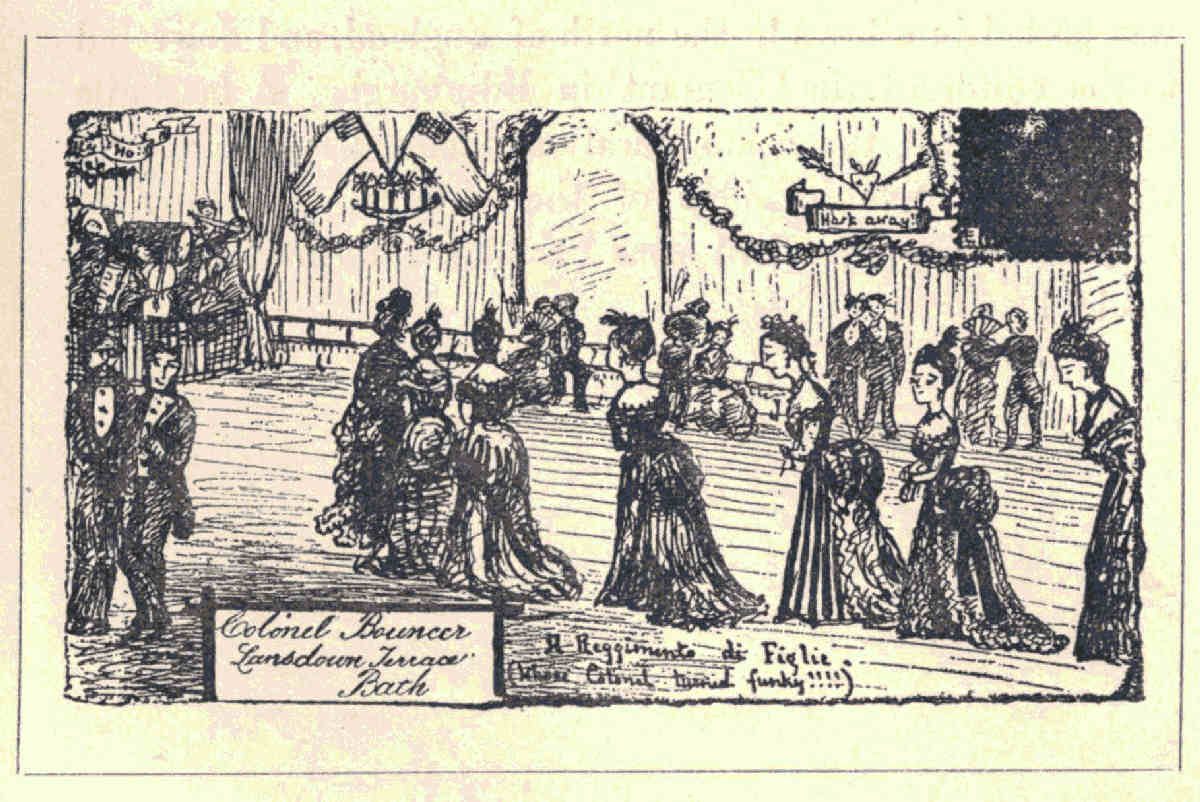 Hark away!
Colonel Bouncer
Lansdown Terrace
Bath
Il Reggimento di Figlie.
(Whose Colonel turned funky!!!!)